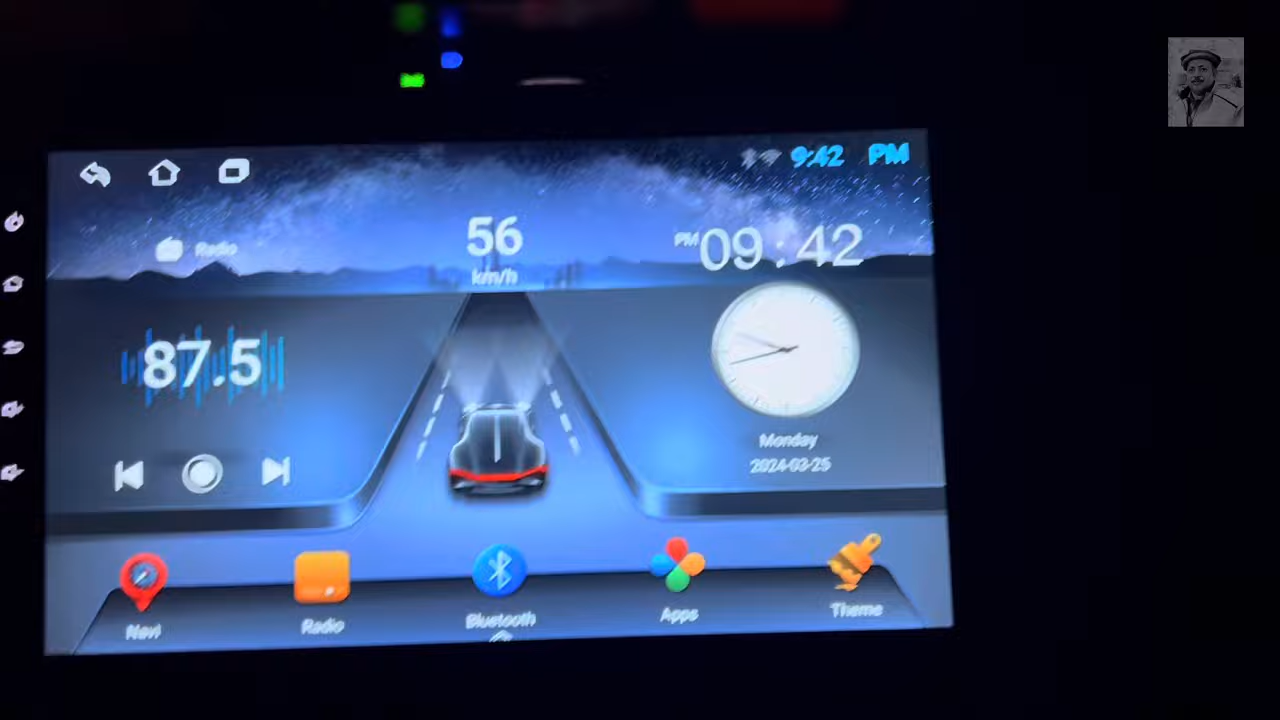 9:42 PM
Radio
56
km/h
PM 09:42
87.5
Monday
2024-03-25
Navi
Radio
Bluetooth
Apps
Theme